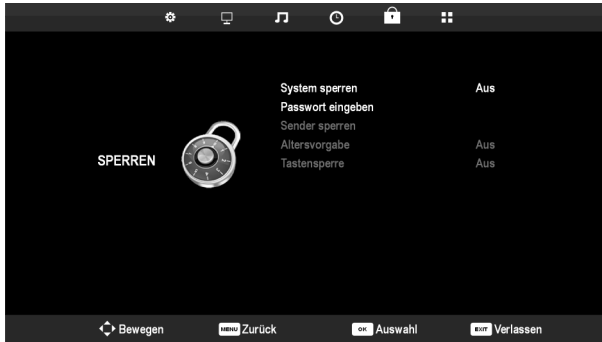 System sperren Aus
Passwort eingeben
Sender sperren
Altersvorgabe Aus
Tastensperre Aus
SPERREN
Bewegen MENU Zurück OK Auswahl EXIT Verlassen